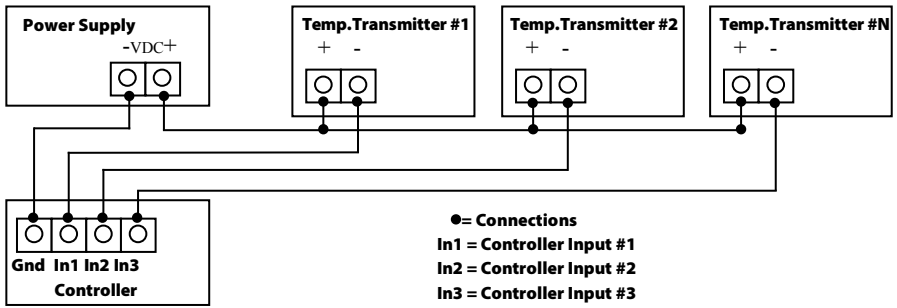 Power Supply
-VDC+
Temp.Transmitter #1
+ -
Temp.Transmitter #2
+ -
Temp.Transmitter #N
+ -
Gnd In1 In2 In3
Controller
= Connections
In1 = Controller Input #1
In2 = Controller Input #2
In3 = Controller Input #3